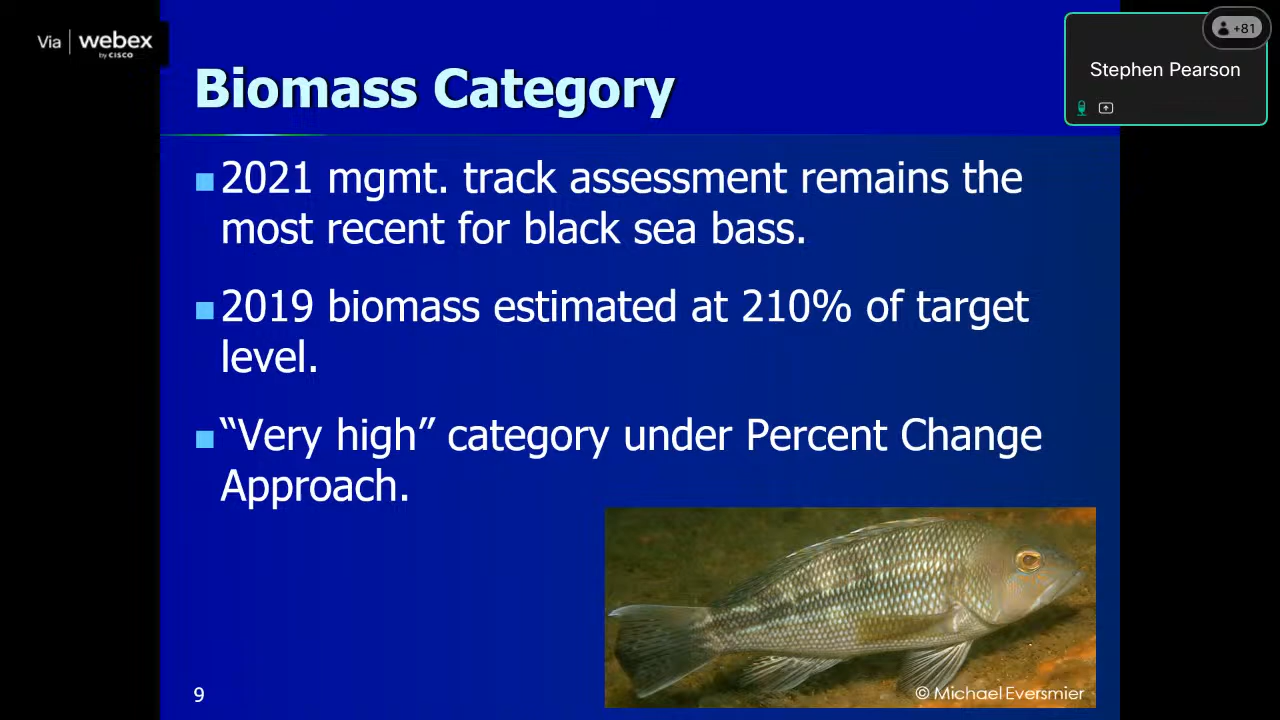 Via webex
by CISCO
+81
Stephen Pearson
Biomass Category
2021 mgmt. track assessment remains the
most recent for black sea bass.
2019 biomass estimated at 210% of target
level.
“Very high” category under Percent Change
Approach.
© Michael Eversmier
9